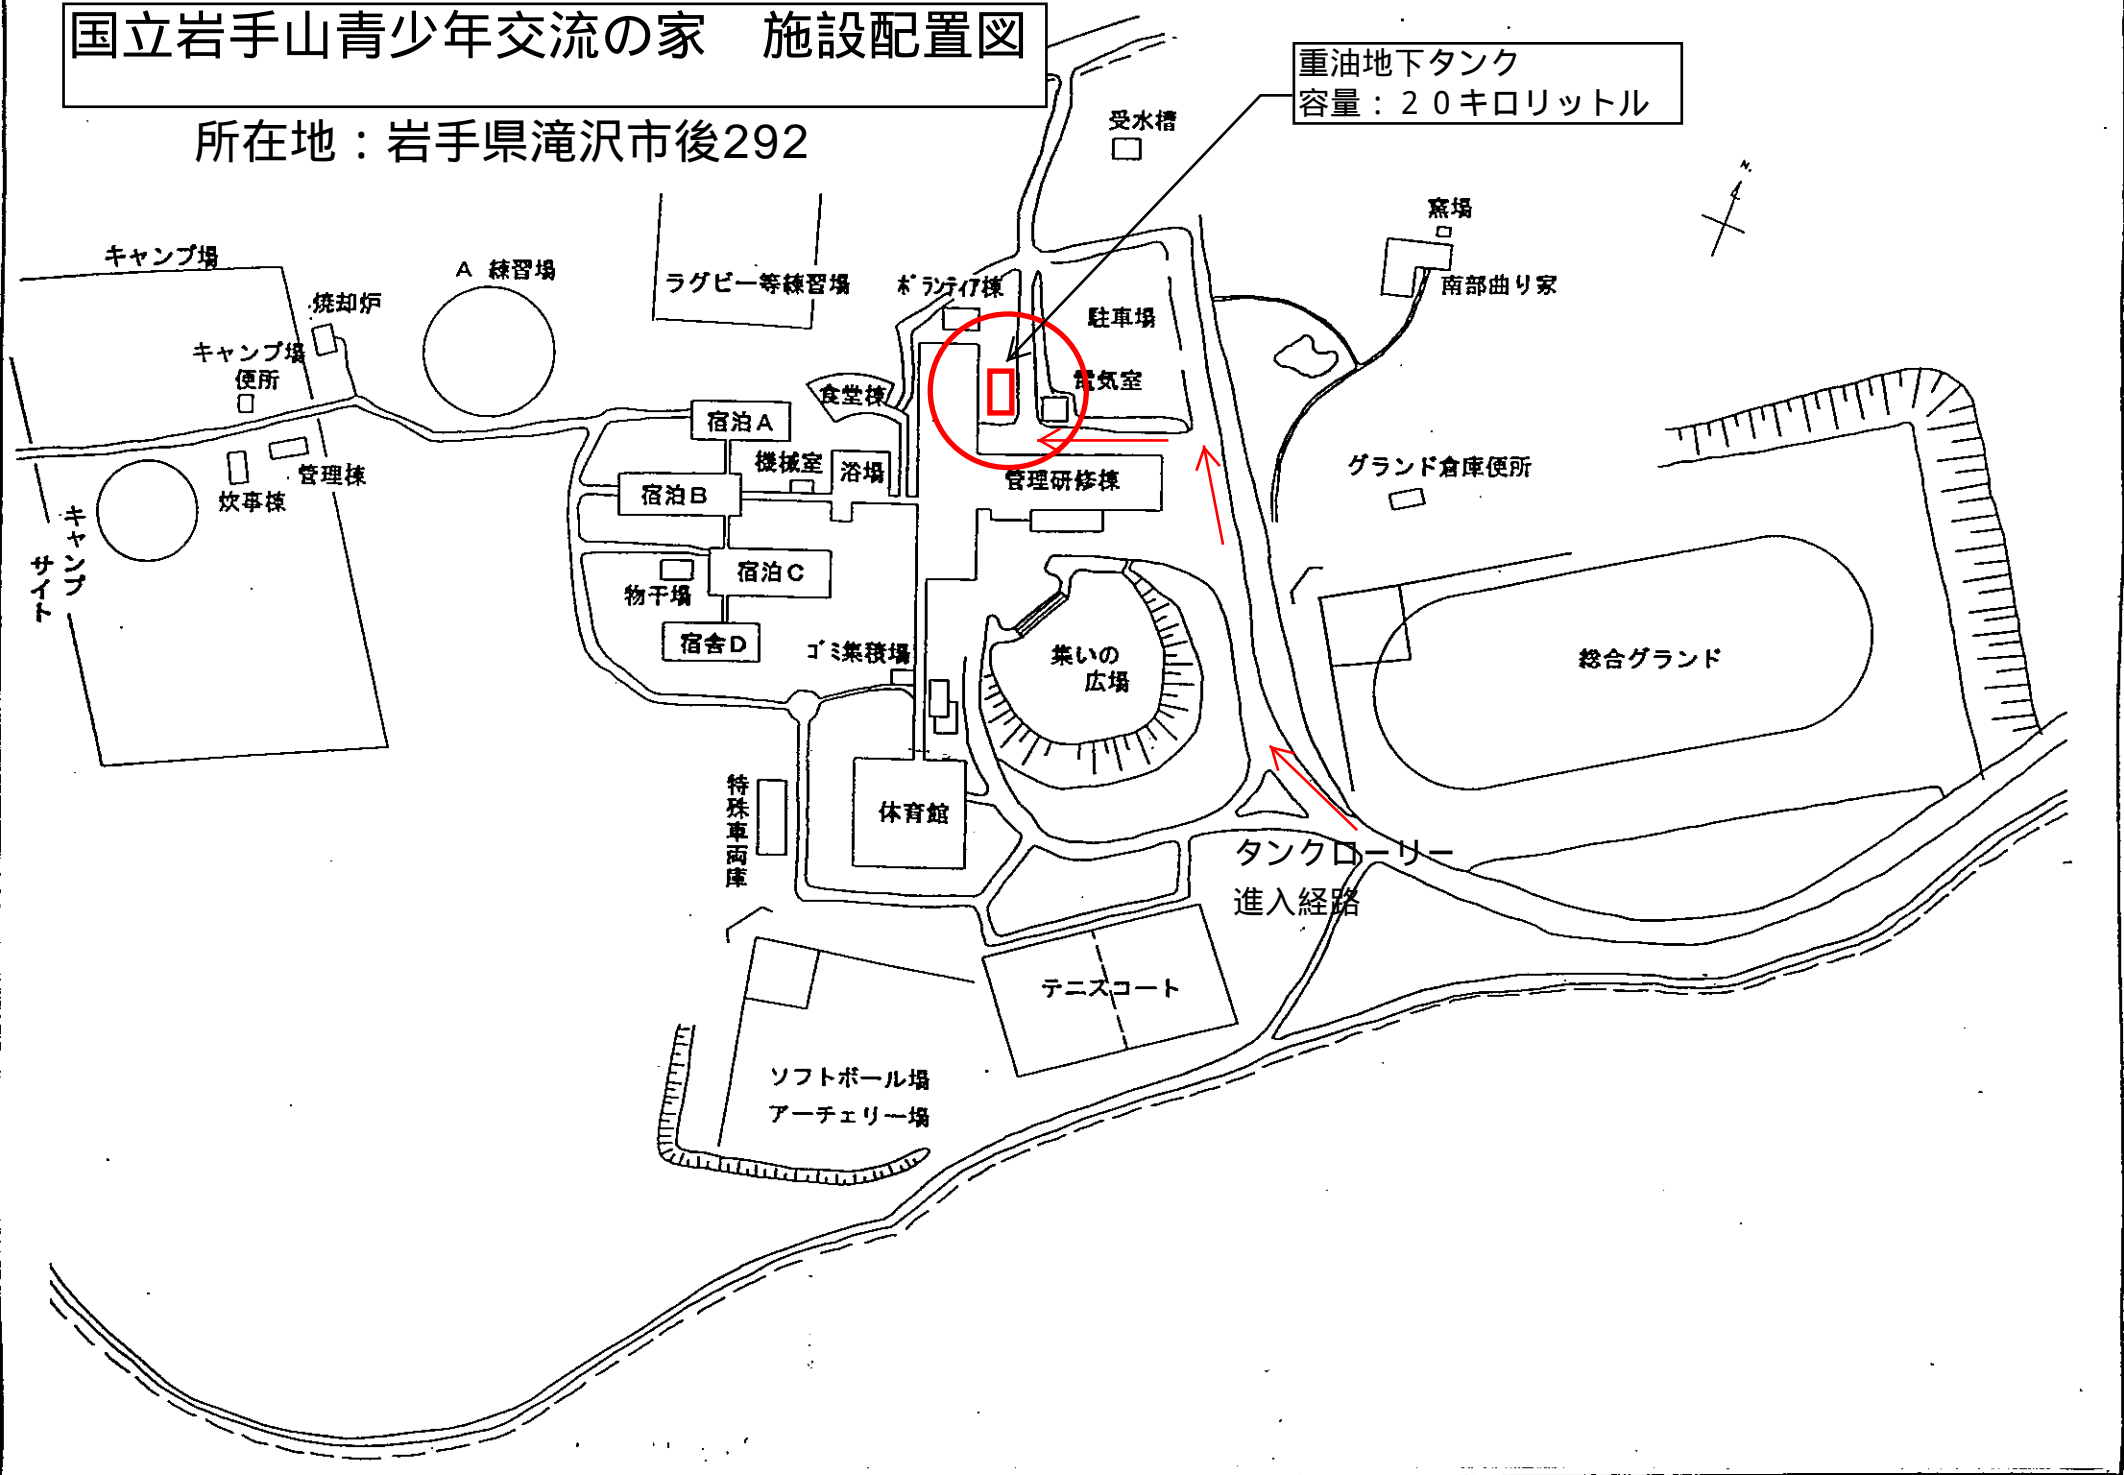 国立岩手山青少年交流の家　施設配置図
所在地：岩手県滝沢市後292
重油地下タンク
容量：２０キロリットル
受水槽
N.
窯場
南部曲り家
キャンプ場
焼却炉
A 練習場
ラグビー等練習場
ボランティア棟
駐車場
キャンプ場
便所
食堂棟
電気室
宿泊A
機械室
浴場
管理棟
炊事棟
宿泊B
管理研修棟
グランド倉庫便所
キャンプ
サイト
宿泊C
物干場
宿舎D
ゴミ集積場
集いの
広場
総合グランド
特殊車両庫
体育館
タンクローリー
進入経路
テニスコート
ソフトボール場
アーチェリー場